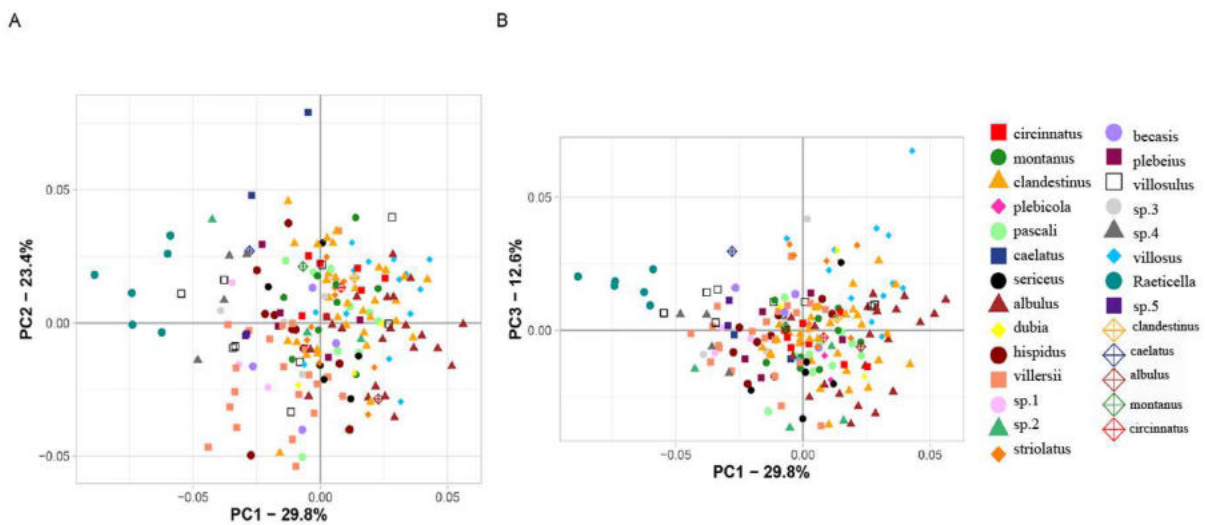 A
B
PC2 − 23.4%
0.05
0.00
−0.05
−0.05
0.00
0.05
PC1 − 29.8%
PC3 − 12.6%
0.05
0.00
−0.05
0.00
0.05
PC1 − 29.8%
circinnatus
montanus
clandestinus
plebicola
pascali
caelatus
sericeus
albulus
dubia
hispidus
villersii
sp.1
sp.2
striolatus
becasis
plebeius
villosulus
sp.3
sp.4
villosus
Raeticella
sp.5
clandestinus
caelatus
albulus
montanus
circinnatus